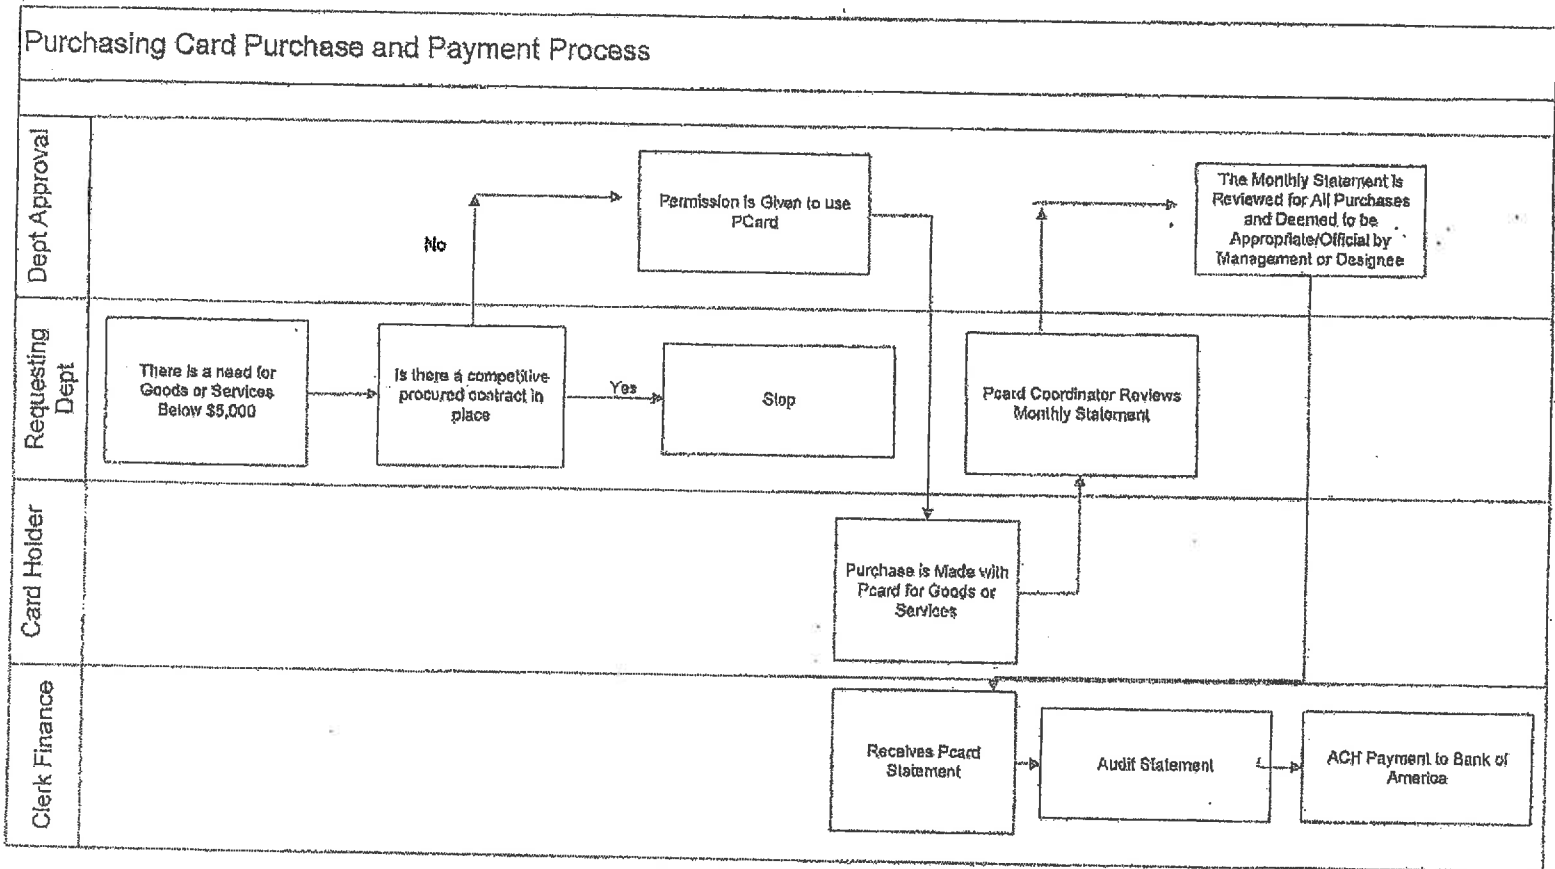 Purchasing Card Purchase and Payment Process
Dept Approval
No
Permission is Given to use
PCard
The Monthly Statement is
Reviewed for All Purchases
and Deemed to be
Appropriate/Official by
Management or Designee
Requesting
Dept
There is a need for
Goods or Services
Below $5,000
Is there a competitive
procured contract in
place
Yes
Stop
Pcard Coordinator Reviews
Monthly Statement
Card Holder
Purchase is Made with
Pcard for Goods or
Services
Clerk Finance
Receives Pcard
Statement
Audit Statement
ACH Payment to Bank of
America